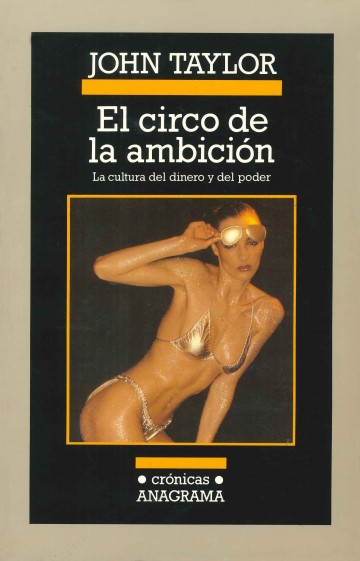 JOHN TAYLOR
El circo de
la ambición
La cultura del dinero y del poder
• crónicas •
ANAGRAMA